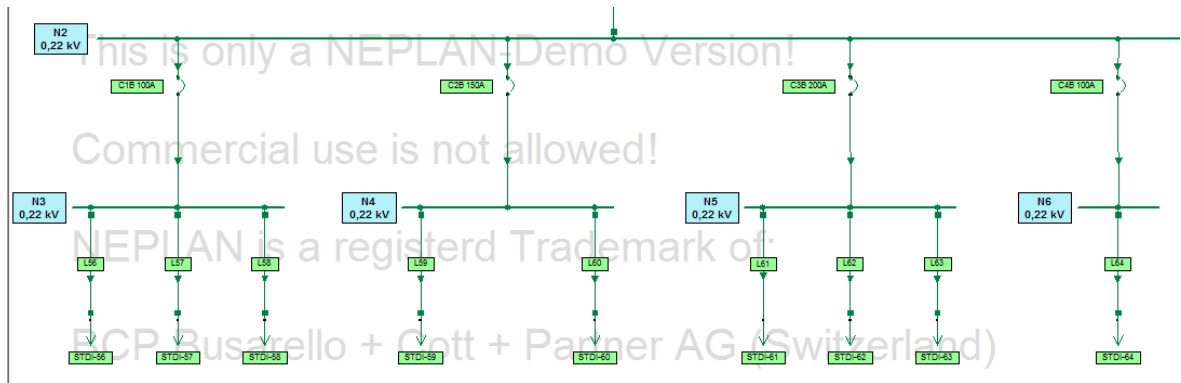 N2
0,22 kV
This is only a NEPLAN-Demo Version!
C1B 100A
C2B 150A
C3B 200A
C4B 100A
Commercial use is not allowed!
N3
0,22 kV
N4
0,22 kV
N5
0,22 kV
N6
0,22 kV
NEPLAN is a registerd Trademark of:
L56
L57
L58
L59
L60
L61
L62
L63
L64
BCP Busarello + Cott + Partner AG (Switzerland)
STDI-56
STDI-57
STDI-58
STDI-59
STDI-60
STDI-61
STDI-62
STDI-63
STDI-64